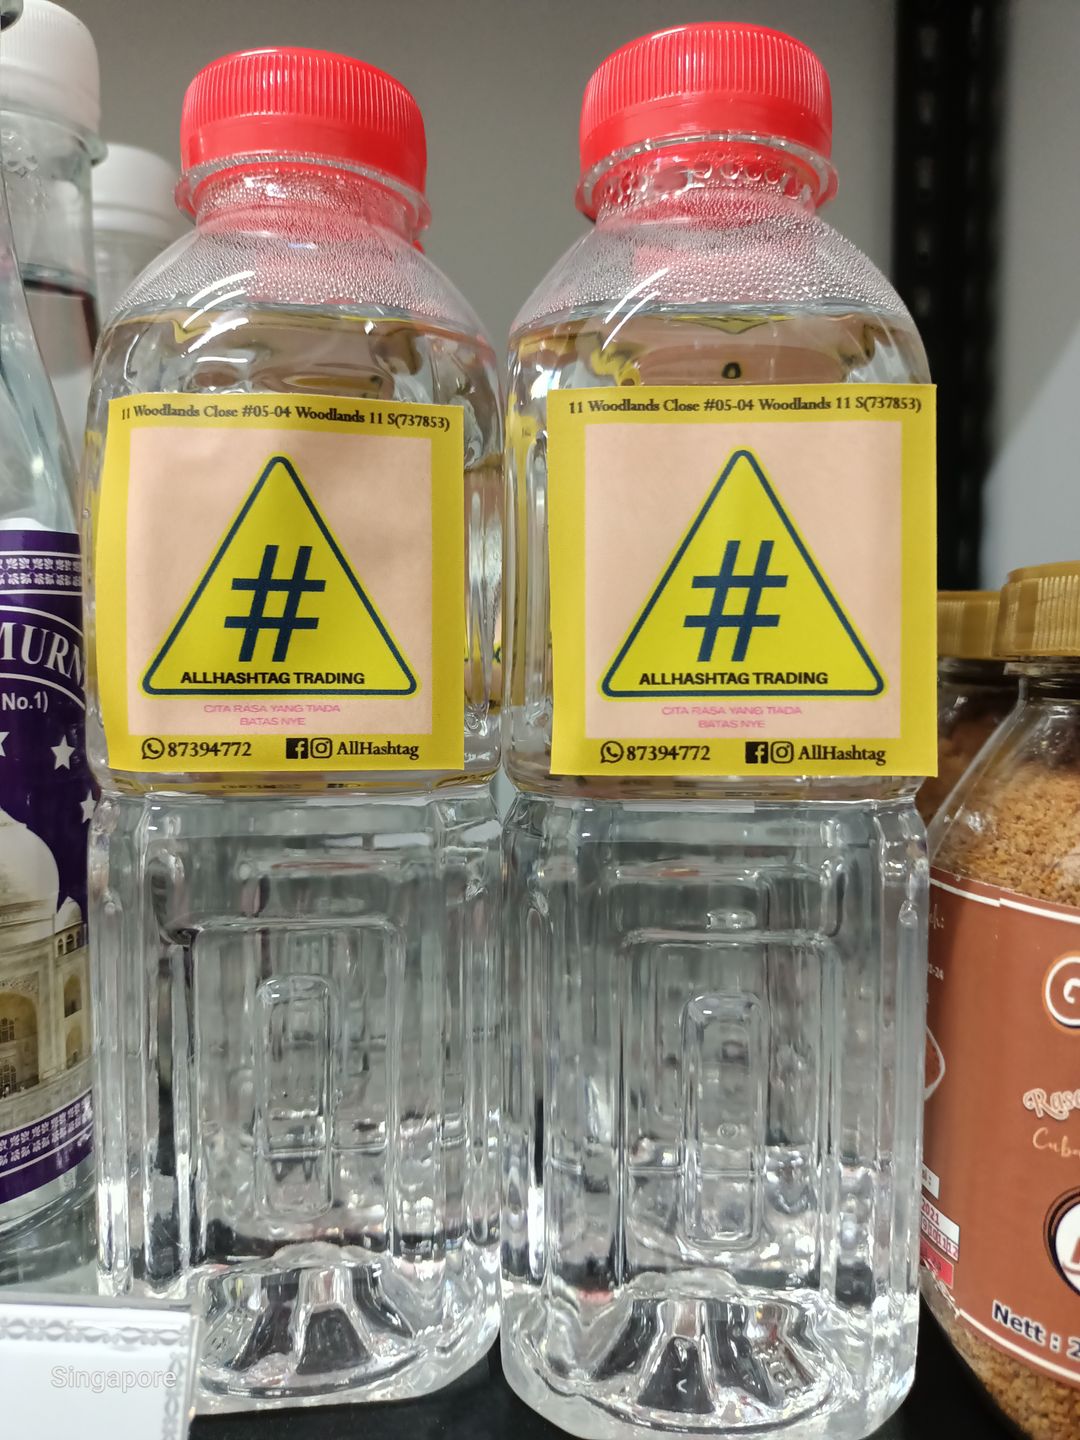 11 Woodlands Close #05-04 Woodlands 11 S(737853)
#
ALLHASHTAG TRADING
CITA RASA YANG TIADA
BATAS NYE
87394772 AllHashtag
11 Woodlands Close #05-04 Woodlands 11 S(737853)
#
ALLHASHTAG TRADING
CITA RASA YANG TIADA
BATAS NYE
87394772 AllHashtag
MURN
No.1)
2021
Nett : 2
Singapore